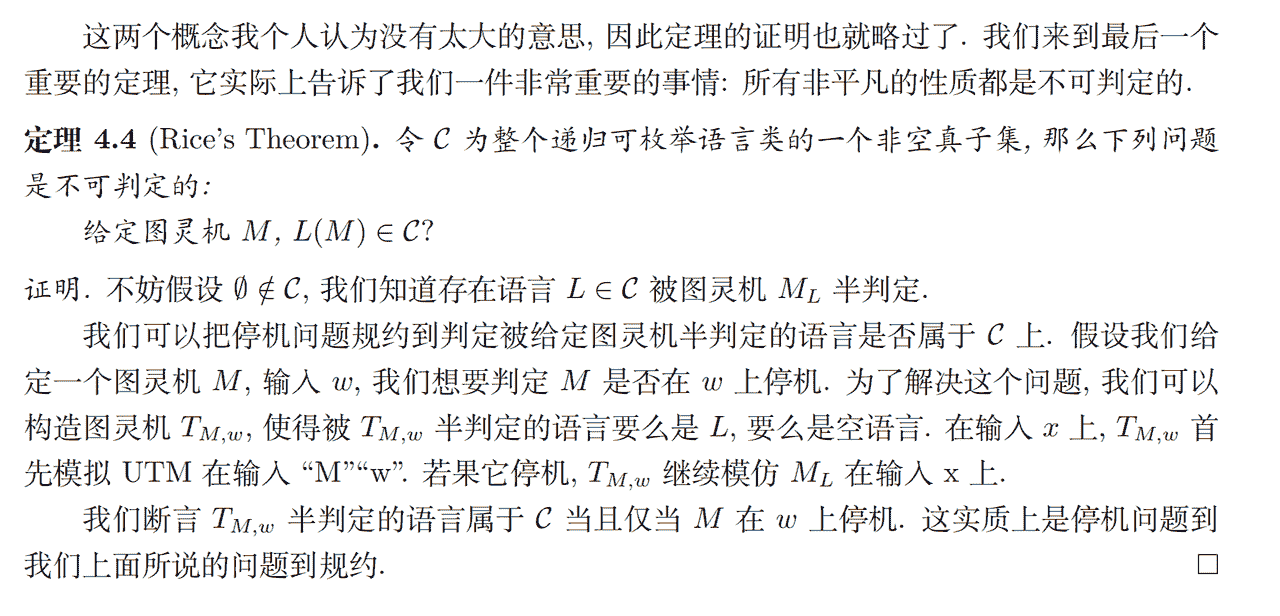 这两个概念我个人认为没有太大的意思, 因此定理的证明也就略过了. 我们来到最后一个
重要的定理, 它实际上告诉了我们一件非常重要的事情: 所有非平凡的性质都是不可判定的.
定理 4.4 (Rice's Theorem). 令 C 为整个递归可枚举语言类的一个非空真子集, 那么下列问题
是不可判定的:
给定图灵机 M, L(M) ∈ C?
证明. 不妨假设 ∅ ∉ C, 我们知道存在语言 L ∈ C 被图灵机 M_L 半判定.
我们可以把停机问题规约到判定被给定图灵机半判定的语言是否属于 C 上. 假设我们给
定一个图灵机 M, 输入 w, 我们想要判定 M 是否在 w 上停机. 为了解决这个问题, 我们可以
构造图灵机 T_{M,w}, 使得被 T_{M,w} 半判定的语言要么是 L, 要么是空语言. 在输入 x 上, T_{M,w} 首
先模拟 UTM 在输入 “M”“w”. 若果它停机, T_{M,w} 继续模仿 M_L 在输入 x 上.
我们断言 T_{M,w} 半判定的语言属于 C 当且仅当 M 在 w 上停机. 这实质上是停机问题到
我们上面所说的问题到规约. □